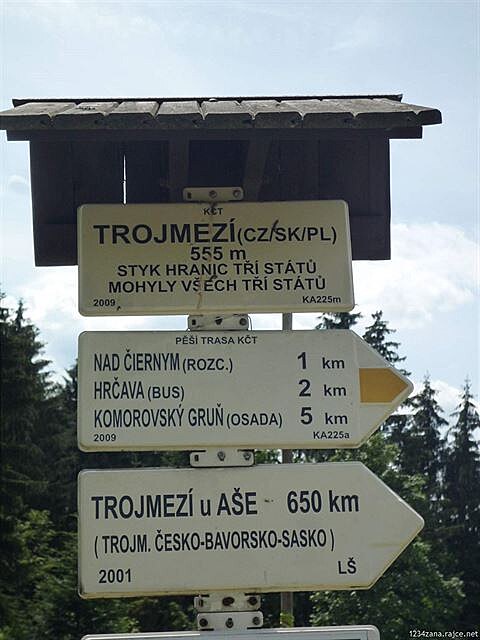 KČT
TROJMEZÍ (CZ/SK/PL)
555 m
STYK HRANIC TŘÍ STÁTŮ
MOHYLY VŠECH TŘÍ STÁTŮ
2009 KA225m
PĚŠÍ TRASA KČT
NAD ČIERNYM (ROZC.) 1 km
HRČAVA (BUS) 2 km
KOMOROVSKÝ GRUŇ (OSADA) 5 km
2009 KA225a
TROJMEZÍ u AŠE - 650 km
( TROJM. ČESKO-BAVORSKO-SASKO )
2001 LŠ
1234zana.rajce.net